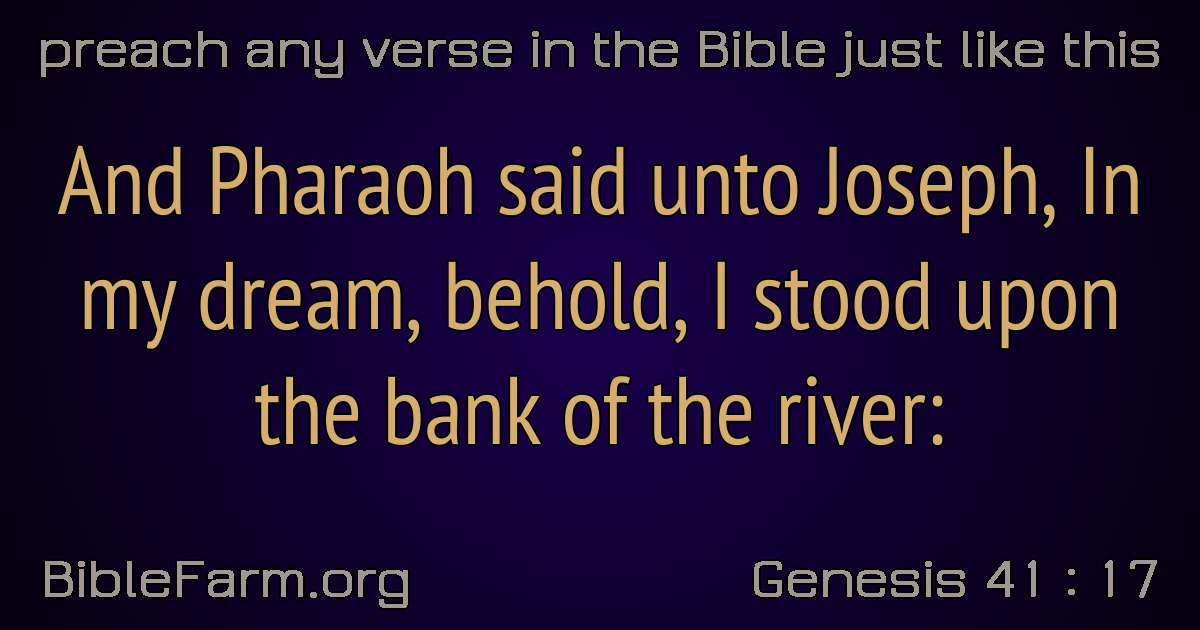 preach any verse in the Bible just like this
And Pharaoh said unto Joseph, In
my dream, behold, I stood upon
the bank of the river:
BibleFarm.org
Genesis 41 : 17